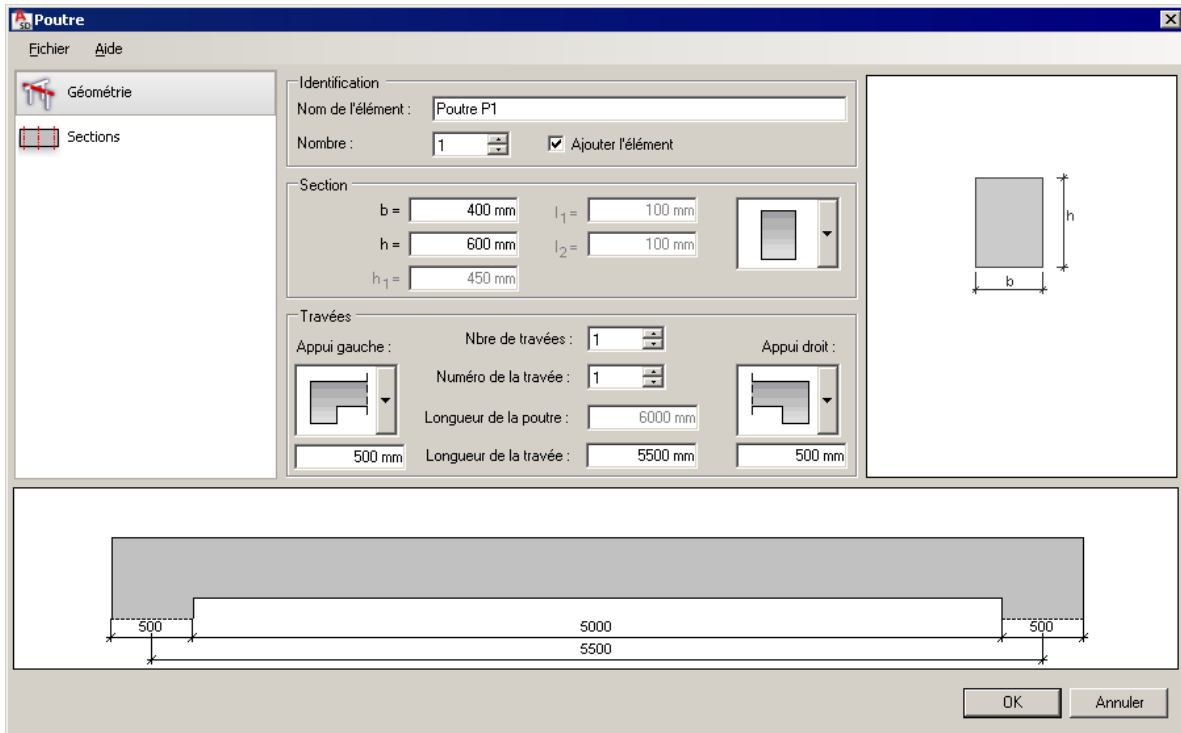 Poutre
Fichier Aide
Géométrie
Sections
Identification
Nom de l'élément : Poutre P1
Nombre : 1 Ajouter l'élément
Section
b = 400 mm l1 = 100 mm
h = 600 mm l2 = 100 mm
h1 = 450 mm
h
b
Travées
Appui gauche : Nbre de travées : 1 Appui droit :
Numéro de la travée : 1
Longueur de la poutre : 6000 mm
500 mm Longueur de la travée : 5500 mm 500 mm
500 5000 500
5500
OK Annuler